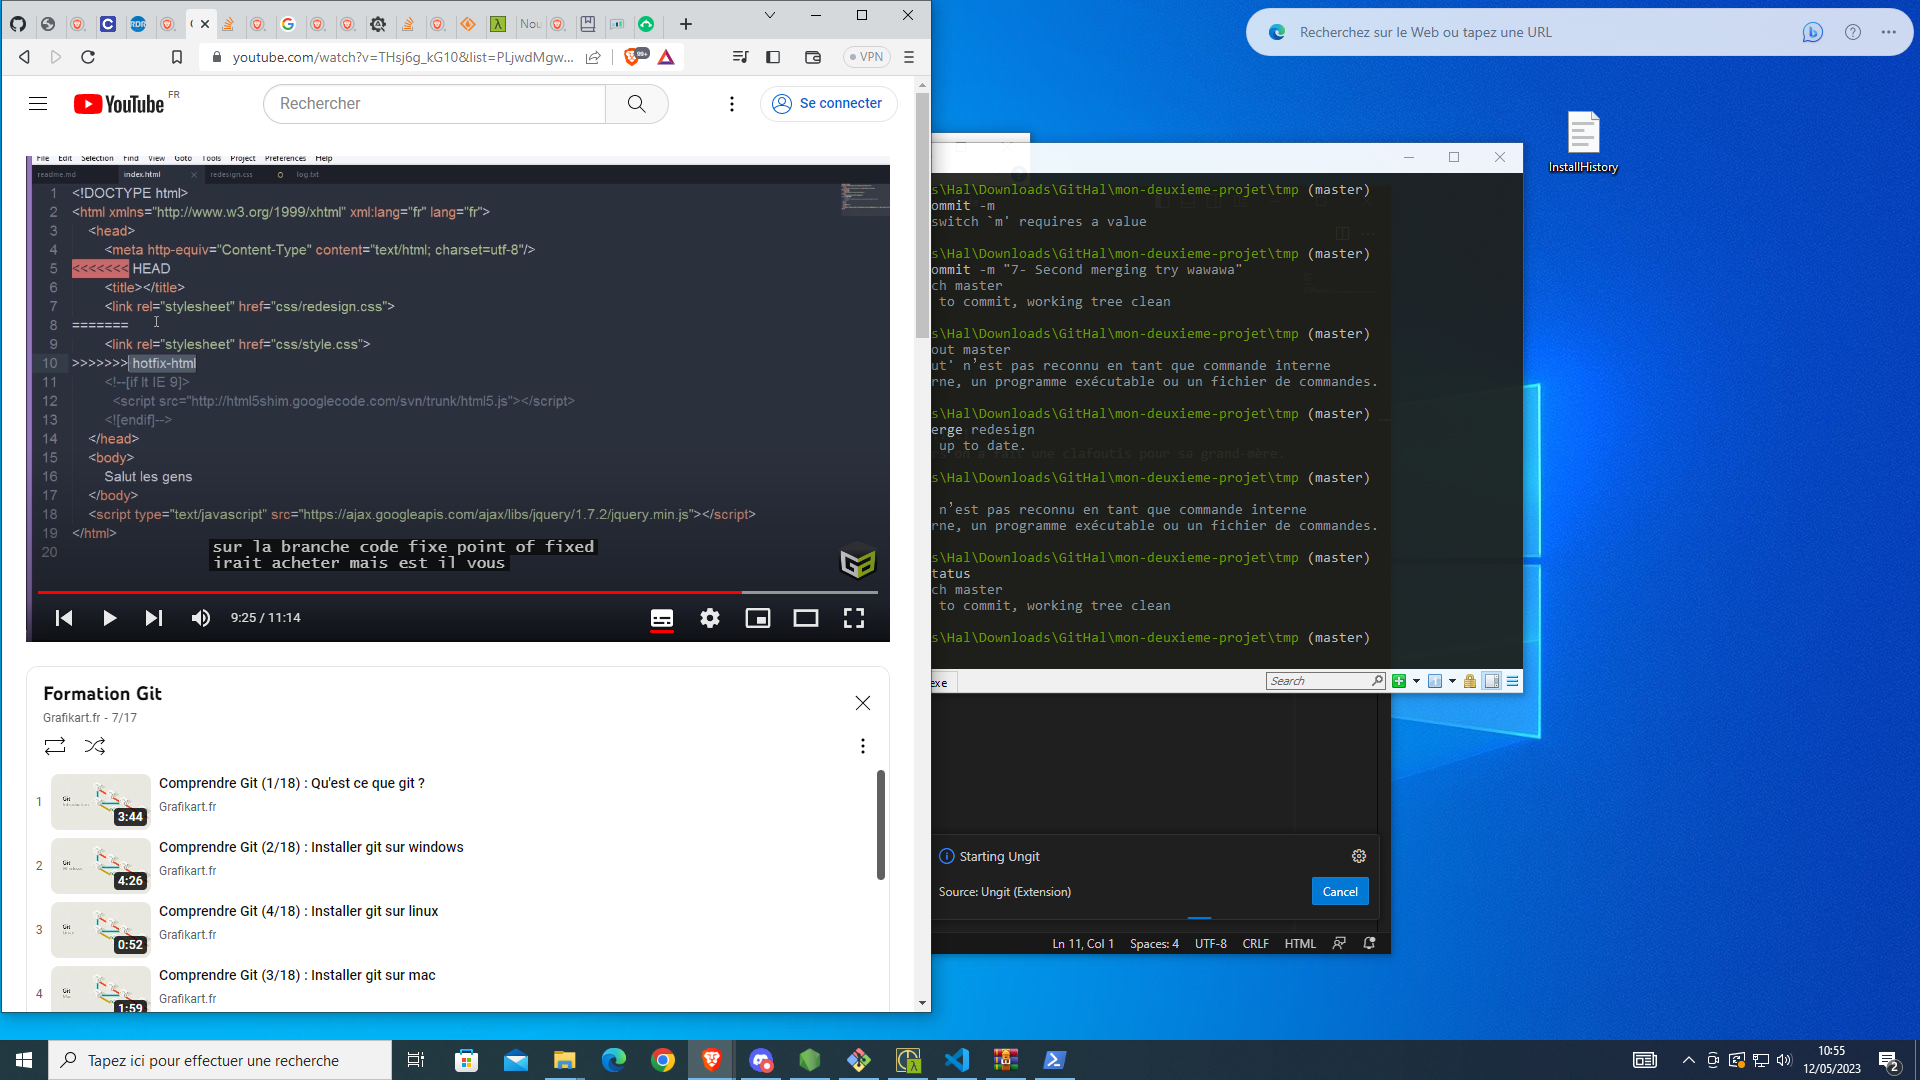 youtube.com/watch?v=THsj6g_kG10&list=PLjwdMgw...
VPN
YouTube FR
Rechercher
Se connecter
File Edit Selection Find View Goto Tools Project Preferences Help
readme.md index.html redesign.css log.txt
1 <!DOCTYPE html>
2 <html xmlns="http://www.w3.org/1999/xhtml" xml:lang="fr" lang="fr">
3 <head>
4 <meta http-equiv="Content-Type" content="text/html; charset=utf-8"/>
5 <<<<<<< HEAD
6 <title></title>
7 <link rel="stylesheet" href="css/redesign.css">
8 =======
9 <link rel="stylesheet" href="css/style.css">
10 >>>>>>> hotfix-html
11 <!--[if lt IE 9]>
12 <script src="http://html5shim.googlecode.com/svn/trunk/html5.js"></script>
13 <![endif]-->
14 </head>
15 <body>
16 Salut les gens
17 </body>
18 <script type="text/javascript" src="https://ajax.googleapis.com/ajax/libs/jquery/1.7.2/jquery.min.js"></script>
19 </html>
20
sur la branche code fixe point of fixed
irait acheter mais est il vous
9:25 / 11:14
Formation Git
Grafikart.fr - 7/17
1
3:44
Comprendre Git (1/18) : Qu'est ce que git ?
Grafikart.fr
2
4:26
Comprendre Git (2/18) : Installer git sur windows
Grafikart.fr
3
0:52
Comprendre Git (4/18) : Installer git sur linux
Grafikart.fr
4
1:59
Comprendre Git (3/18) : Installer git sur mac
Grafikart.fr
Recherchez sur le Web ou tapez une URL
InstallHistory
s\Hal\Downloads\GitHal\mon-deuxieme-projet\tmp (master)
ommit -m
switch `m' requires a value
s\Hal\Downloads\GitHal\mon-deuxieme-projet\tmp (master)
ommit -m "7- Second merging try wawawa"
ch master
to commit, working tree clean
s\Hal\Downloads\GitHal\mon-deuxieme-projet\tmp (master)
out master
ut' n’est pas reconnu en tant que commande interne
rne, un programme exécutable ou un fichier de commandes.
s\Hal\Downloads\GitHal\mon-deuxieme-projet\tmp (master)
erge redesign
up to date.
on a fait une clafoutis pour sa grand-mère.
s\Hal\Downloads\GitHal\mon-deuxieme-projet\tmp (master)
n’est pas reconnu en tant que commande interne
rne, un programme exécutable ou un fichier de commandes.
s\Hal\Downloads\GitHal\mon-deuxieme-projet\tmp (master)
tatus
ch master
to commit, working tree clean
s\Hal\Downloads\GitHal\mon-deuxieme-projet\tmp (master)
exe
Search
Starting Ungit
Source: Ungit (Extension)
Cancel
Ln 11, Col 1 Spaces: 4 UTF-8 CRLF HTML
Tapez ici pour effectuer une recherche
10:55
12/05/2023
2